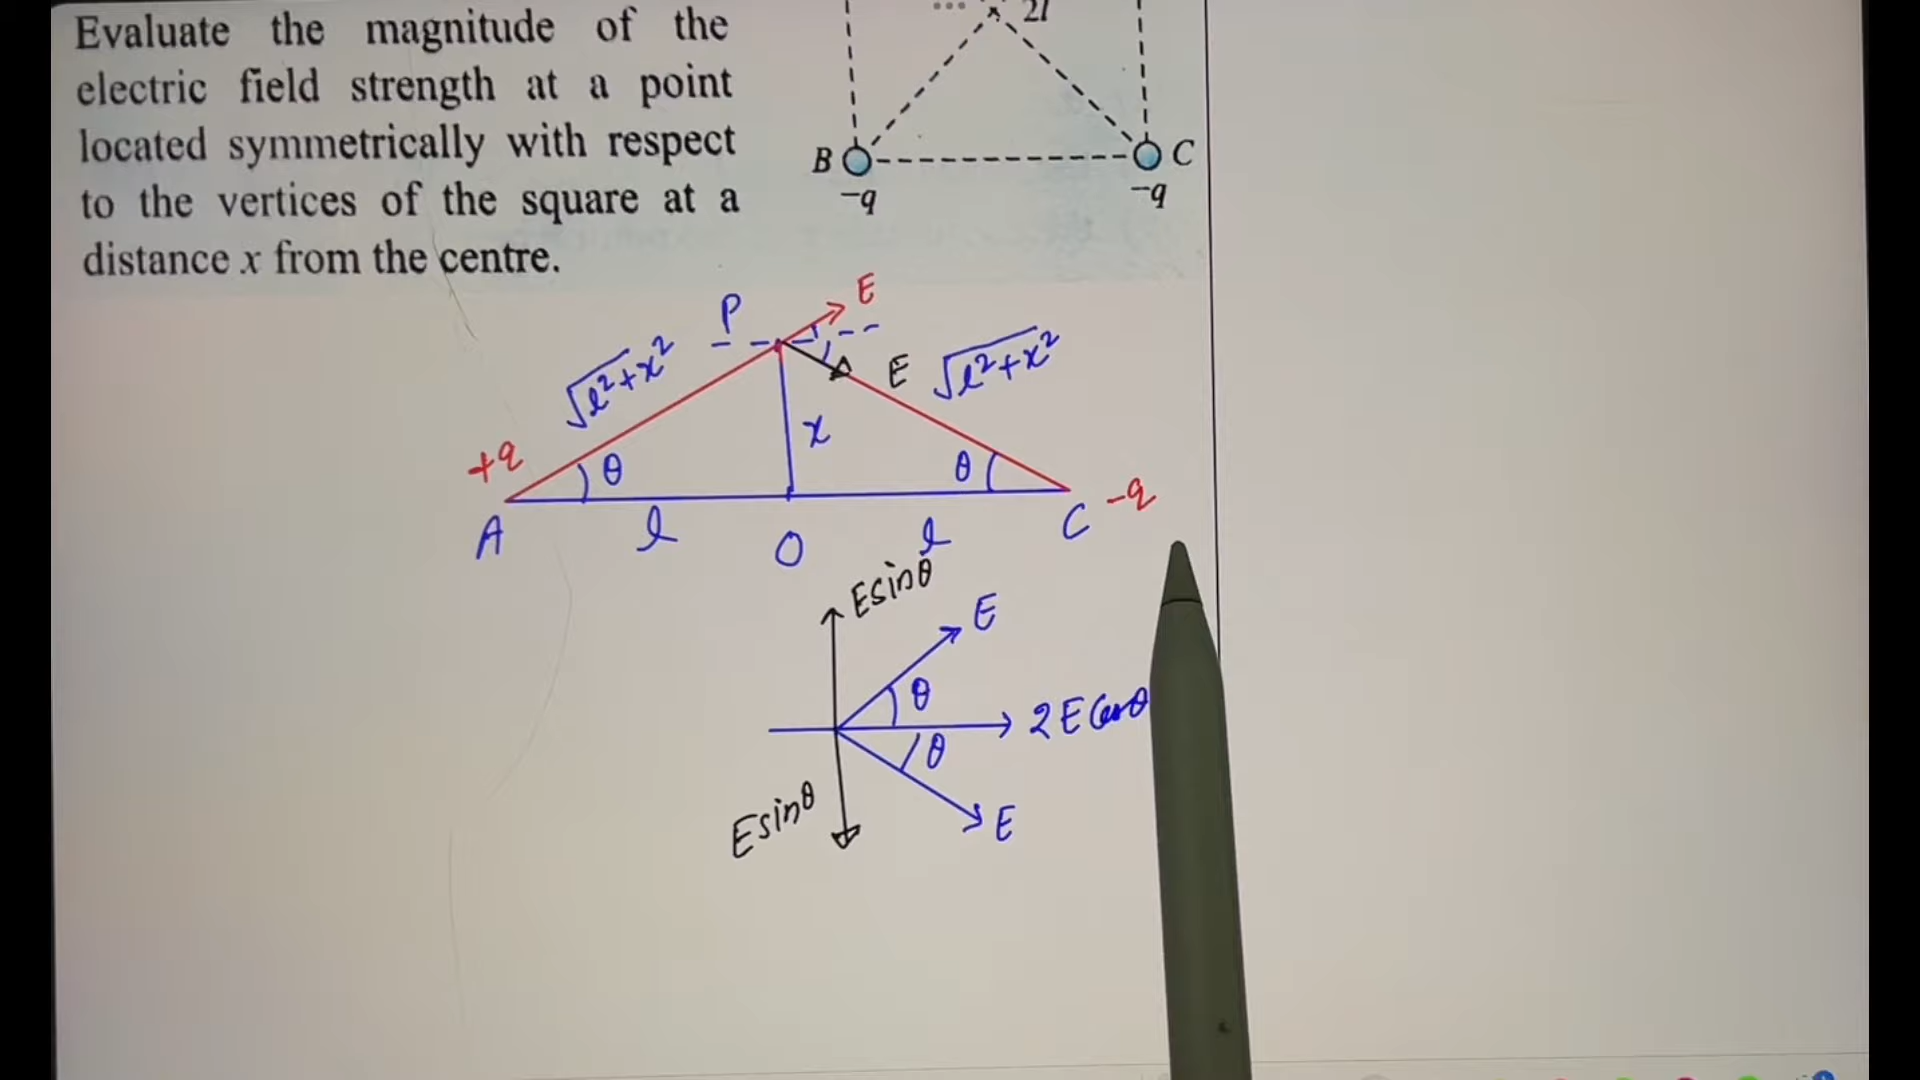 Evaluate the magnitude of the
electric field strength at a point
located symmetrically with respect
to the vertices of the square at a
distance x from the centre.
2l
B
C
-q
-q
P
E
√l²+x²
E
√l²+x²
x
+q
θ
θ
-q
A
l
O
l
C
Esinθ
E
θ
2E Cosθ
θ
Esinθ
E